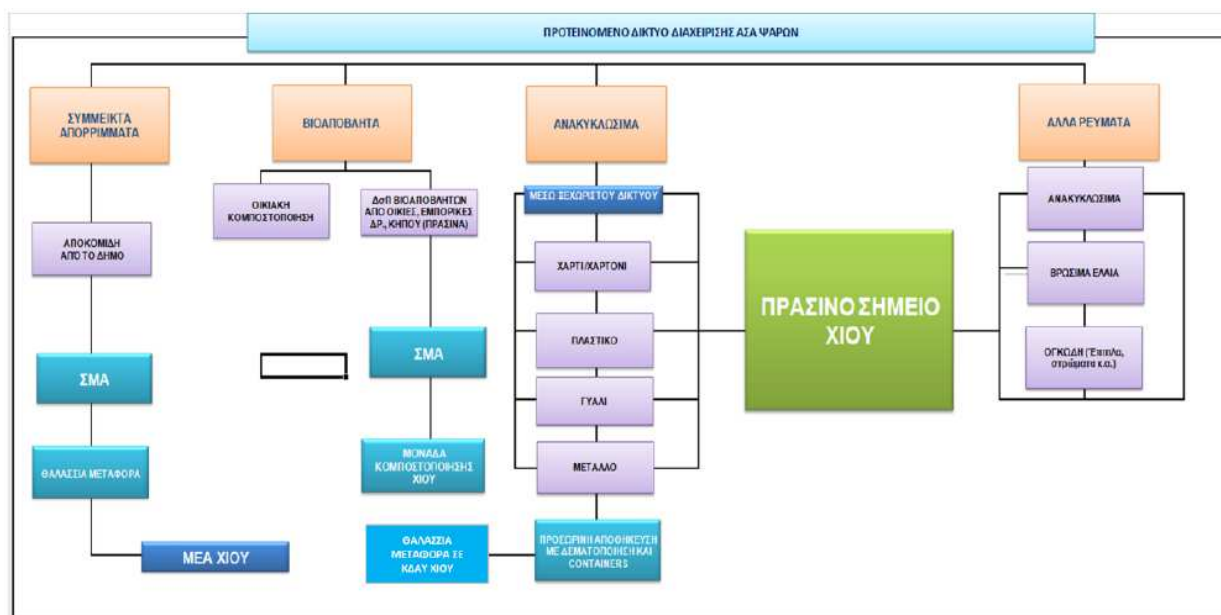 ΠΡΟΤΕΙΝΟΜΕΝΟ ΔΙΚΤΥΟ ΔΙΑΧΕΙΡΙΣΗΣ ΑΣΑ ΨΑΡΩΝ
ΣΥΜΜΕΙΚΤΑ
ΑΠΟΡΡΙΜΜΑΤΑ
ΒΙΟΑΠΟΒΛΗΤΑ
ΑΝΑΚΥΚΛΩΣΙΜΑ
ΑΛΛΑ ΡΕΥΜΑΤΑ
ΑΠΟΚΟΜΙΔΗ
ΑΠΟ ΤΟ ΔΗΜΟ
ΣΜΑ
ΘΑΛΑΣΣΙΑ ΜΕΤΑΦΟΡΑ
ΜΕΑ ΧΙΟΥ
ΟΙΚΙΑΚΗ
ΚΟΜΠΟΣΤΟΠΟΙΗΣΗ
ΔσΠ ΒΙΟΑΠΟΒΛΗΤΩΝ
ΑΠΟ ΟΙΚΙΕΣ, ΕΜΠΟΡΙΚΕΣ
ΔΡ., ΚΗΠΟΥ (ΠΡΑΣΙΝΑ)
ΣΜΑ
ΜΟΝΑΔΑ
ΚΟΜΠΟΣΤΟΠΟΙΗΣΗΣ
ΧΙΟΥ
ΜΕΣΩ ΞΕΧΩΡΙΣΤΟΥ ΔΙΚΤΥΟΥ
ΧΑΡΤΙ/ΧΑΡΤΟΝΙ
ΠΛΑΣΤΙΚΟ
ΓΥΑΛΙ
ΜΕΤΑΛΛΟ
ΠΡΟΣΩΡΙΝΗ ΑΠΟΘΗΚΕΥΣΗ
ΜΕ ΔΕΜΑΤΟΠΟΙΗΣΗ ΚΑΙ
CONTAINERS
ΘΑΛΑΣΣΙΑ
ΜΕΤΑΦΟΡΑ ΣΕ
ΚΔΑΥ ΧΙΟΥ
ΠΡΑΣΙΝΟ ΣΗΜΕΙΟ
ΧΙΟΥ
ΑΝΑΚΥΚΛΩΣΙΜΑ
ΒΡΩΣΙΜΑ ΕΛΛΙΑ
ΟΓΚΩΔΗ (Έπιπλα,
στρώματα κ.α.)